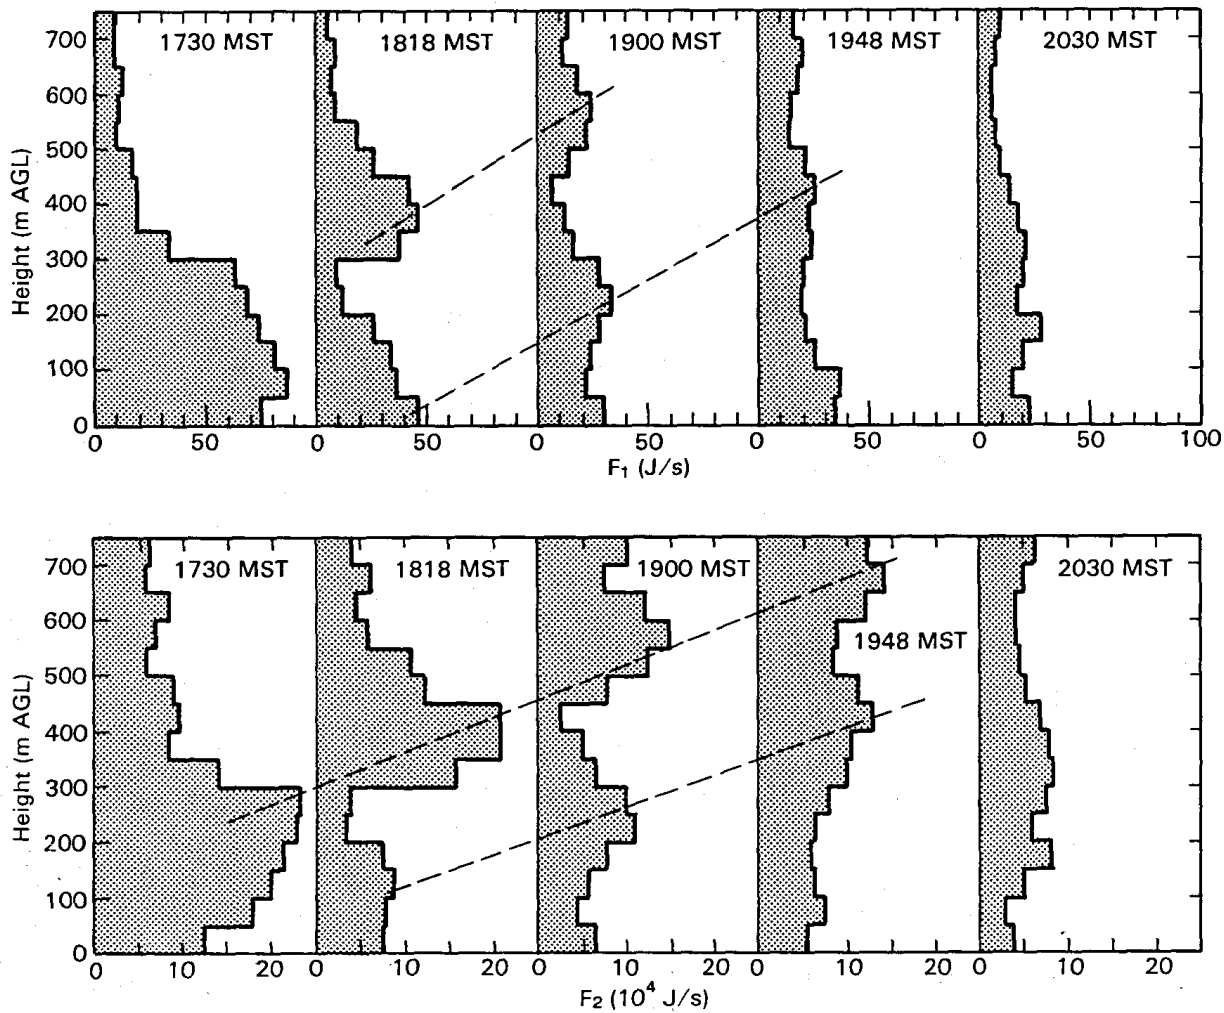 1730 MST 1818 MST 1900 MST 1948 MST 2030 MST
700
600
500
400
300
200
100
0
Height (m AGL)
0 50 0 50 0 50 0 50 0 50 100
F₁ (J/s)
1730 MST 1818 MST 1900 MST 2030 MST
1948 MST
700
600
500
400
300
200
100
0
Height (m AGL)
0 10 20 0 10 20 0 10 20 0 10 20 0 10 20
F₂ (10⁴ J/s)